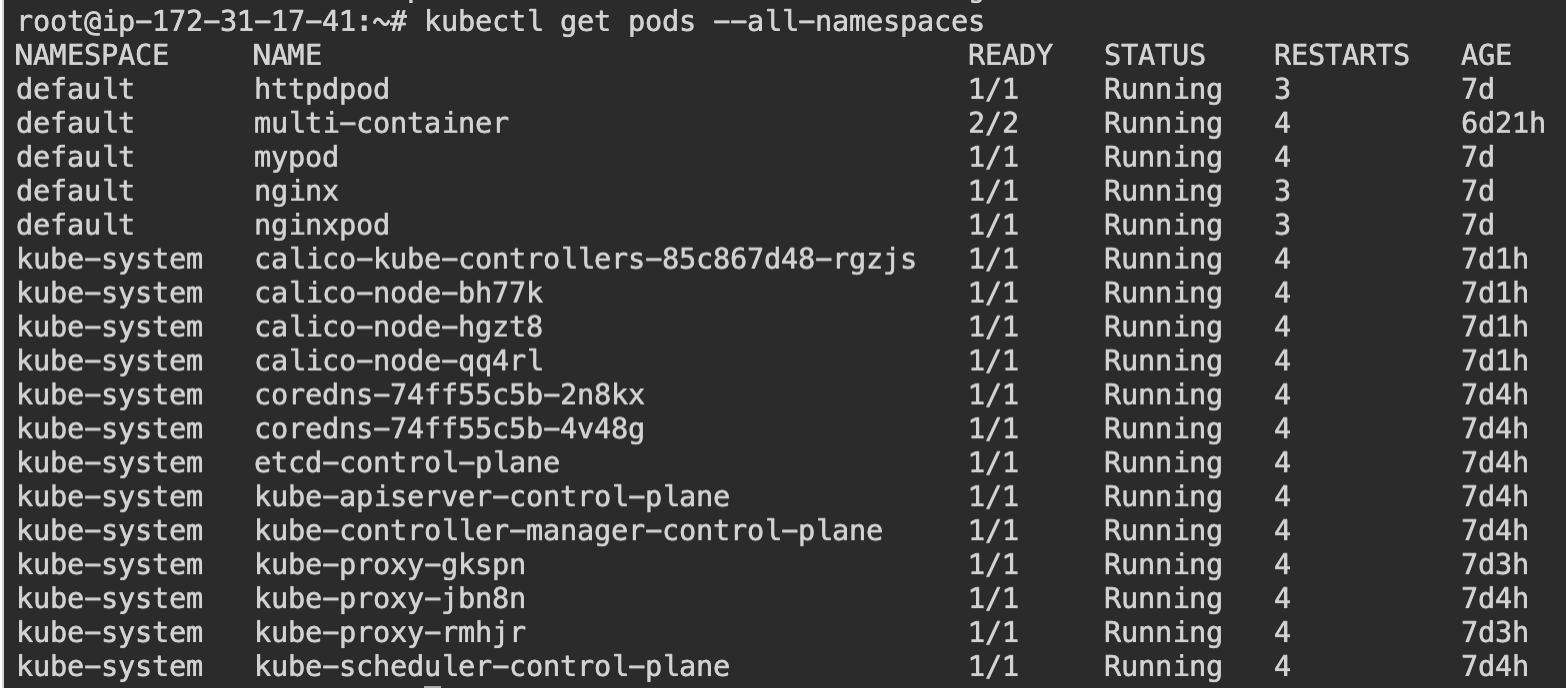 root@ip-172-31-17-41:~# kubectl get pods --all-namespaces
NAMESPACE     NAME                                      READY   STATUS    RESTARTS   AGE
default       httpdpod                                  1/1     Running   3          7d
default       multi-container                           2/2     Running   4          6d21h
default       mypod                                     1/1     Running   4          7d
default       nginx                                     1/1     Running   3          7d
default       nginxpod                                  1/1     Running   3          7d
kube-system   calico-kube-controllers-85c867d48-rgzjs   1/1     Running   4          7d1h
kube-system   calico-node-bh77k                         1/1     Running   4          7d1h
kube-system   calico-node-hgzt8                         1/1     Running   4          7d1h
kube-system   calico-node-qq4rl                         1/1     Running   4          7d1h
kube-system   coredns-74ff55c5b-2n8kx                   1/1     Running   4          7d4h
kube-system   coredns-74ff55c5b-4v48g                   1/1     Running   4          7d4h
kube-system   etcd-control-plane                        1/1     Running   4          7d4h
kube-system   kube-apiserver-control-plane              1/1     Running   4          7d4h
kube-system   kube-controller-manager-control-plane     1/1     Running   4          7d4h
kube-system   kube-proxy-gkspn                          1/1     Running   4          7d3h
kube-system   kube-proxy-jbn8n                          1/1     Running   4          7d4h
kube-system   kube-proxy-rmhjr                          1/1     Running   4          7d3h
kube-system   kube-scheduler-control-plane              1/1     Running   4          7d4h